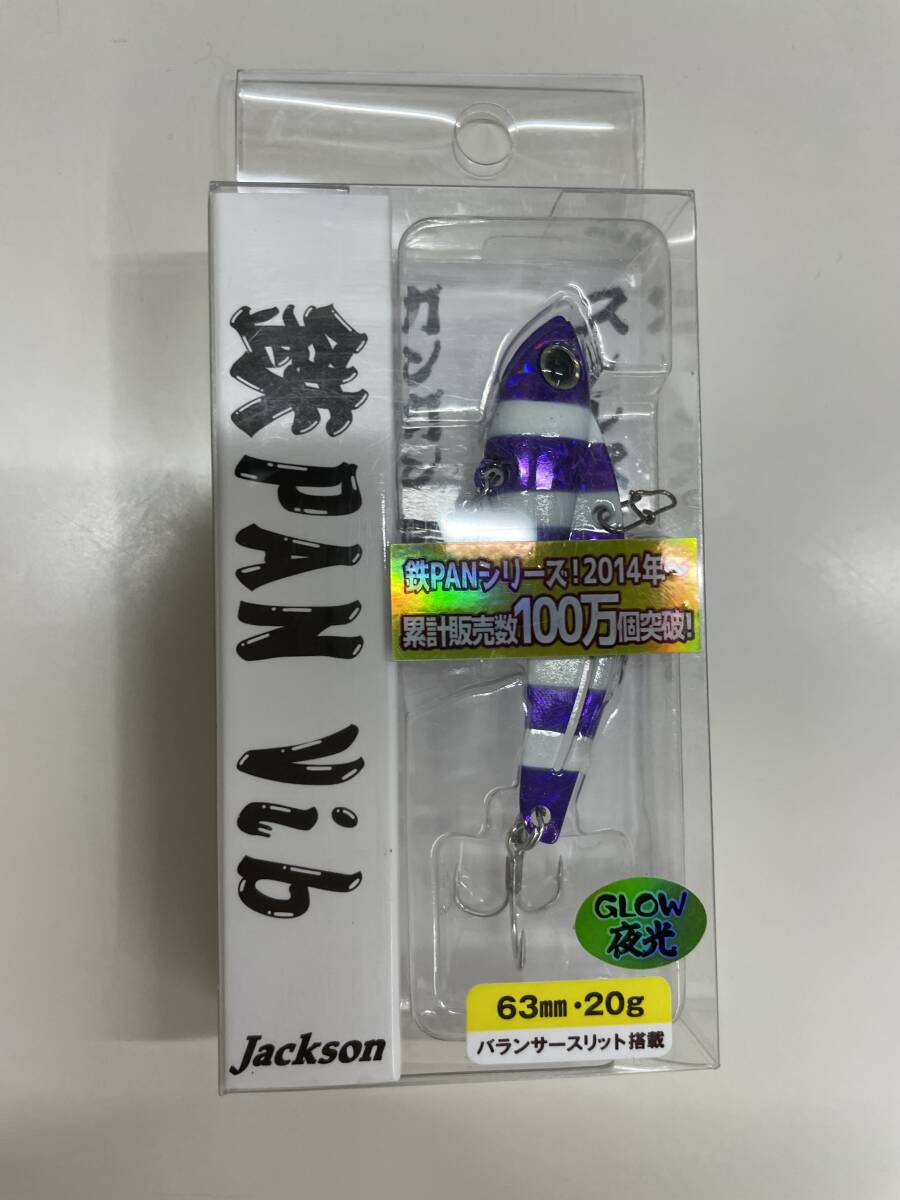 鉄PAN Vib
Jackson
鉄PANシリーズ!2014年~
累計販売数100万個突破!
GLOW
夜光
63mm・20g
バランサースリット搭載